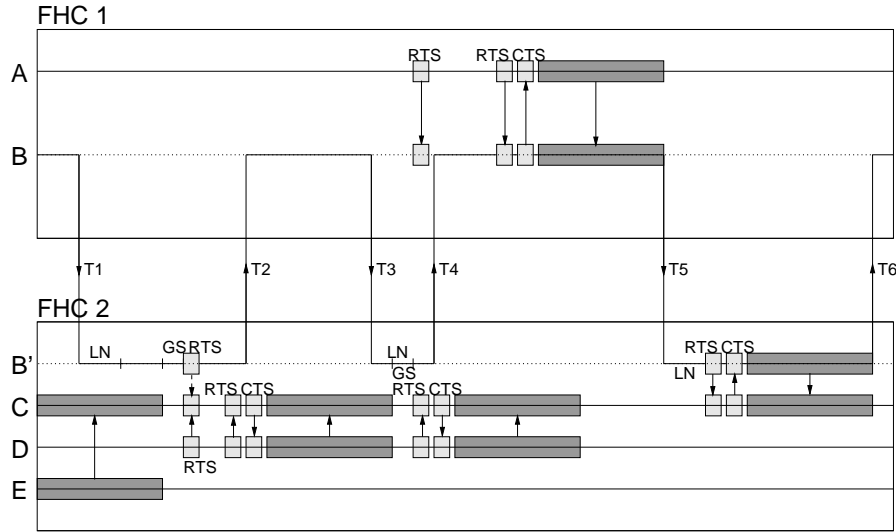 FHC 1
RTS RTS CTS
A
B
T1 T2 T3 T4 T5 T6
FHC 2
LN GS RTS LN RTS CTS
B'
GS LN
RTS CTS RTS CTS
C
D
RTS
E